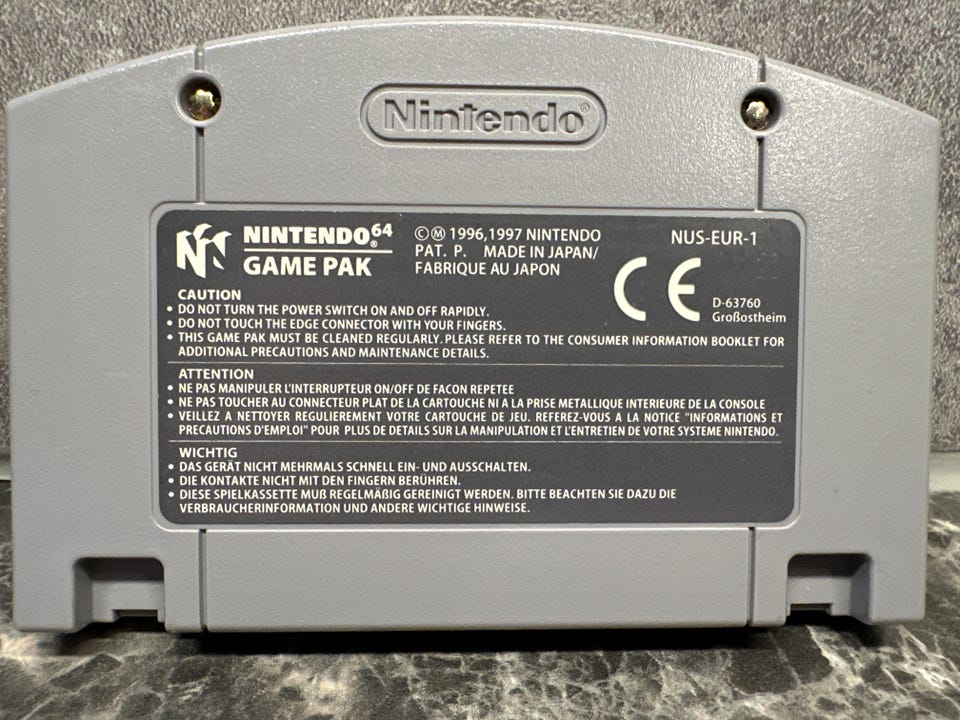 Nintendo®
NINTENDO64®
GAME PAK
©Ⓜ 1996,1997 NINTENDO
PAT. P. MADE IN JAPAN/
FABRIQUE AU JAPON
NUS-EUR-1
CE
D-63760
Großostheim
CAUTION
• DO NOT TURN THE POWER SWITCH ON AND OFF RAPIDLY.
• DO NOT TOUCH THE EDGE CONNECTOR WITH YOUR FINGERS.
• THIS GAME PAK MUST BE CLEANED REGULARLY. PLEASE REFER TO THE CONSUMER INFORMATION BOOKLET FOR
ADDITIONAL PRECAUTIONS AND MAINTENANCE DETAILS.
ATTENTION
• NE PAS MANIPULER L'INTERRUPTEUR ON/OFF DE FACON REPETEE
• NE PAS TOUCHER AU CONNECTEUR PLAT DE LA CARTOUCHE NI A LA PRISE METALLIQUE INTERIEURE DE LA CONSOLE
• VEILLEZ A NETTOYER REGULIEREMENT VOTRE CARTOUCHE DE JEU. REFEREZ-VOUS A LA NOTICE "INFORMATIONS ET
PRECAUTIONS D'EMPLOI" POUR PLUS DE DETAILS SUR LA MANIPULATION ET L'ENTRETIEN DE VOTRE SYSTEME NINTENDO.
WICHTIG
• DAS GERÄT NICHT MEHRMALS SCHNELL EIN- UND AUSSCHALTEN.
• DIE KONTAKTE NICHT MIT DEN FINGERN BERÜHREN.
• DIESE SPIELKASSETTE MUß REGELMÄßIG GEREINIGT WERDEN. BITTE BEACHTEN SIE DAZU DIE
VERBRAUCHERINFORMATION UND ANDERE WICHTIGE HINWEISE.